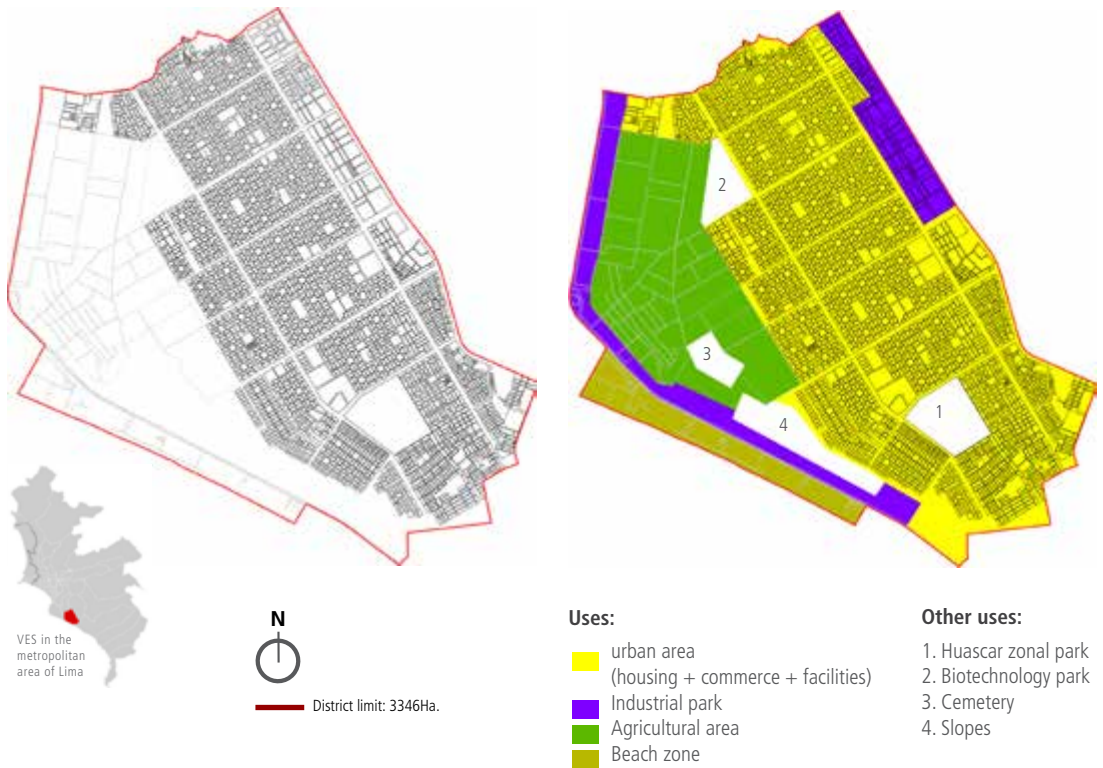 2
3
4
1
VES in the
metropolitan
area of Lima
N
District limit: 3346Ha.
Uses:
urban area
(housing + commerce + facilities)
Industrial park
Agricultural area
Beach zone
Other uses:
1. Huascar zonal park
2. Biotechnology park
3. Cemetery
4. Slopes